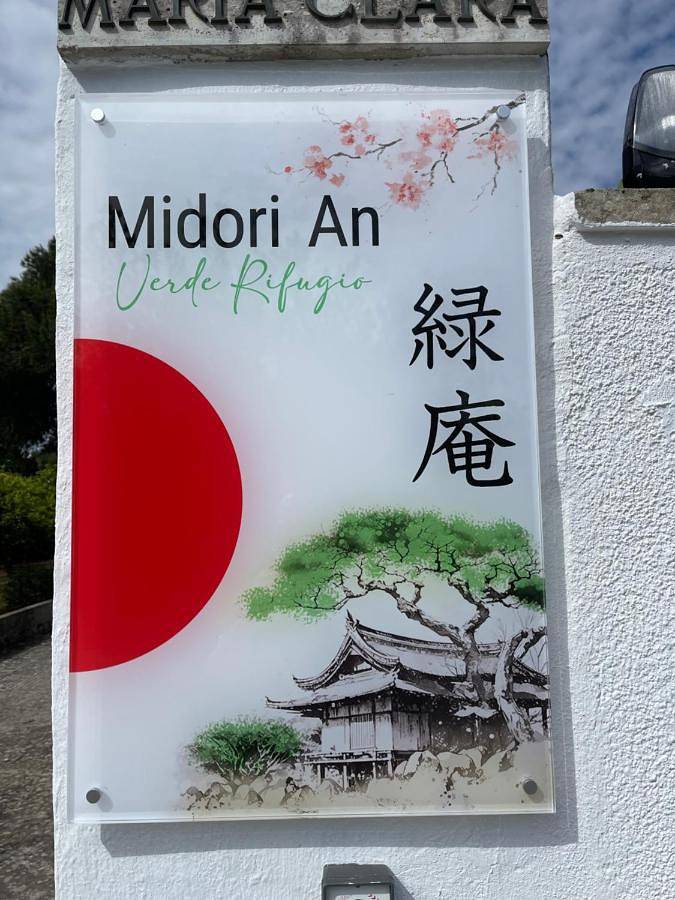 MARIA CLARA
Midori An
Verde Rifugio
緑
庵